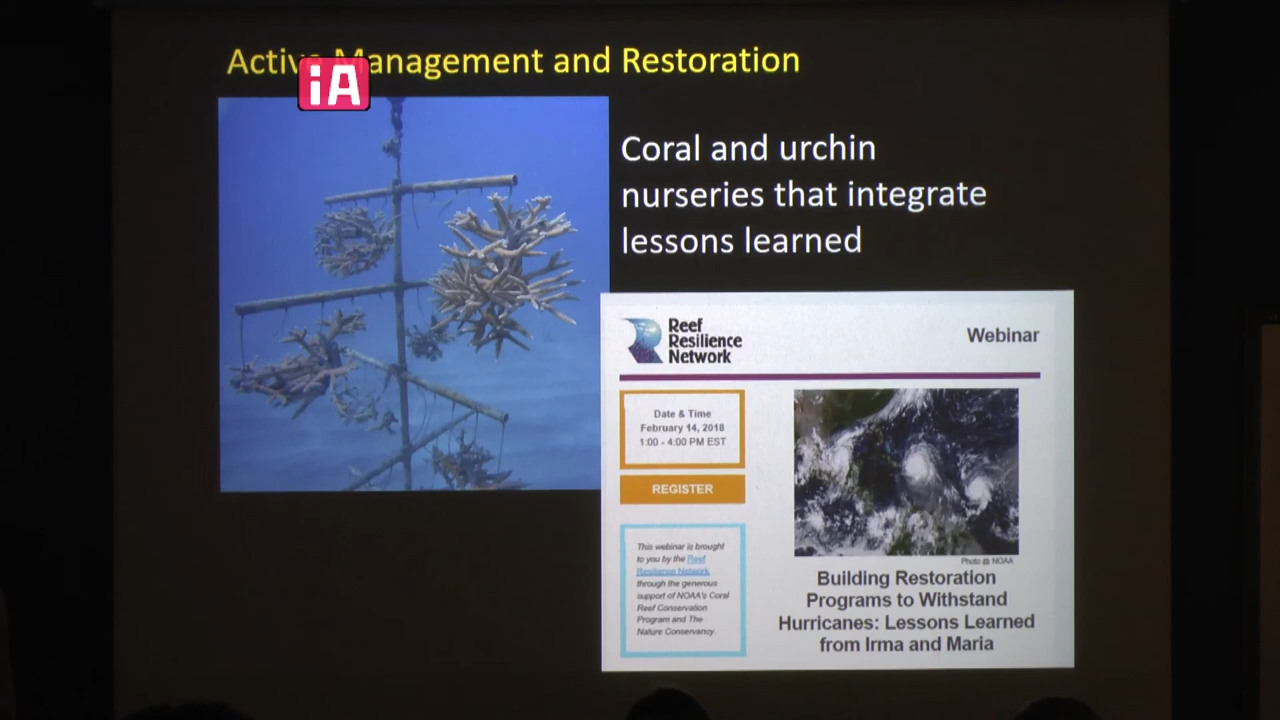 Active Management and Restoration
iA
Coral and urchin
nurseries that integrate
lessons learned
Reef
Resilience
Network
Webinar
Date & Time
February 14, 2018
1:00 - 4:00 PM EST
REGISTER
This webinar is brought
to you by the Reef
Resilience Network
through the generous
support of NOAA's Coral
Reef Conservation
Program and The
Nature Conservancy.
Photo @ NOAA
Building Restoration
Programs to Withstand
Hurricanes: Lessons Learned
from Irma and Maria